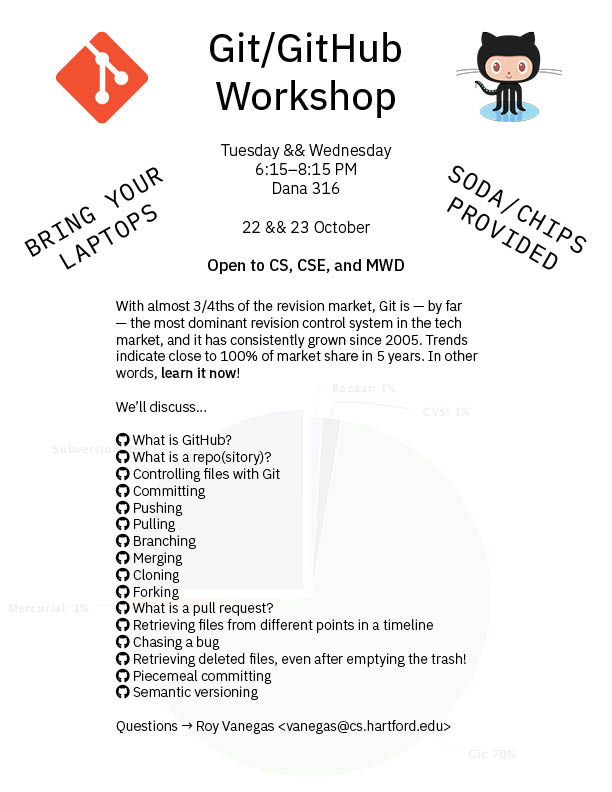 Git/GitHub
Workshop
Tuesday && Wednesday
6:15–8:15 PM
Dana 316
BRING YOUR
LAPTOPS
SODA/CHIPS
PROVIDED
22 && 23 October
Open to CS, CSE, and MWD
With almost 3/4ths of the revision market, Git is — by far
— the most dominant revision control system in the tech
market, and it has consistently grown since 2005. Trends
indicate close to 100% of market share in 5 years. In other
words, learn it now!
Bazaar: 1%
CVS: 1%
We’ll discuss...
What is GitHub?
What is a repo(sitory)?
Controlling files with Git
Committing
Pushing
Pulling
Branching
Merging
Cloning
Forking
Mercurial: 1%
What is a pull request?
Retrieving files from different points in a timeline
Chasing a bug
Retrieving deleted files, even after emptying the trash!
Piecemeal committing
Semantic versioning
Questions → Roy Vanegas <vanegas@cs.hartford.edu>
Git: 70%